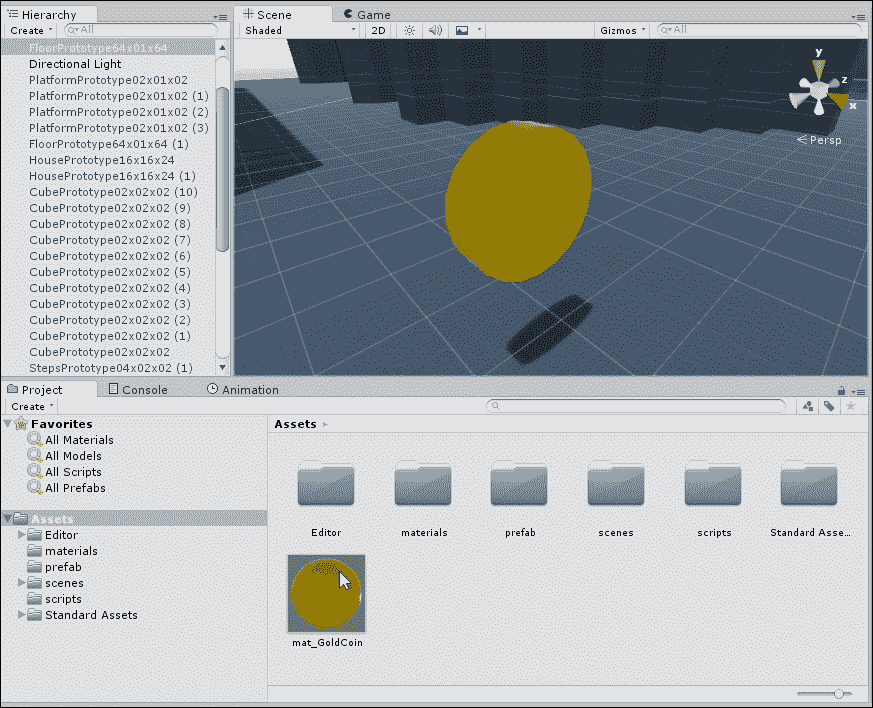 Hierarchy
Create
All
FloorPrototype64x01x64
Directional Light
PlatformPrototype02x01x02
PlatformPrototype02x01x02 (1)
PlatformPrototype02x01x02 (2)
PlatformPrototype02x01x02 (3)
FloorPrototype64x01x64 (1)
HousePrototype16x16x24
HousePrototype16x16x24 (1)
CubePrototype02x02x02 (10)
CubePrototype02x02x02 (9)
CubePrototype02x02x02 (8)
CubePrototype02x02x02 (7)
CubePrototype02x02x02 (6)
CubePrototype02x02x02 (5)
CubePrototype02x02x02 (4)
CubePrototype02x02x02 (3)
CubePrototype02x02x02 (2)
CubePrototype02x02x02 (1)
CubePrototype02x02x02
StepsPrototype04x02x02 (1)
Scene Game
Shaded 2D Gizmos All
y
z
x
Persp
Project Console Animation
Create
Favorites
All Materials
All Models
All Scripts
All Prefabs
Assets
Editor
materials
prefab
scenes
scripts
Standard Assets
Assets
Editor materials prefab scenes scripts Standard Asse...
mat_GoldCoin